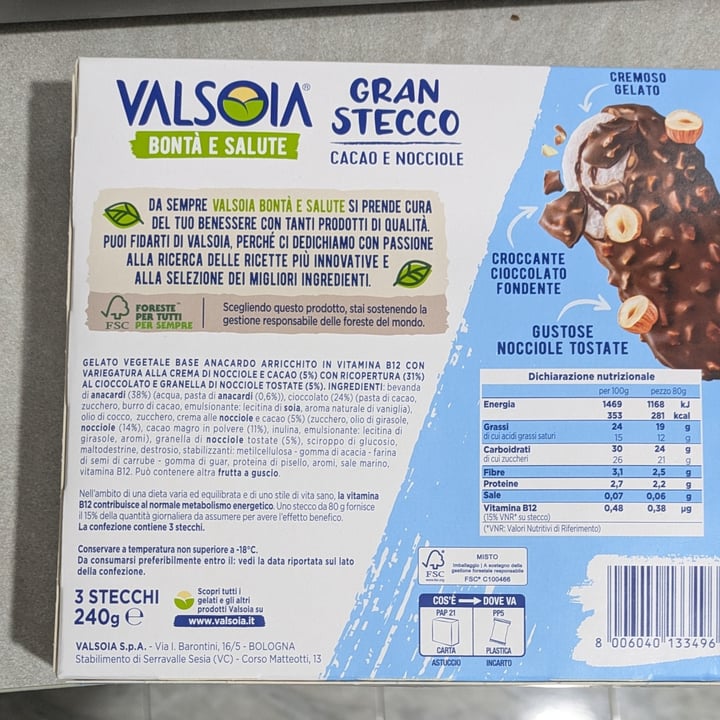 VALSOIA®
BONTÀ E SALUTE
GRAN
STECCO
CACAO E NOCCIOLE
CREMOSO
GELATO
DA SEMPRE VALSOIA BONTÀ E SALUTE SI PRENDE CURA
DEL TUO BENESSERE CON TANTI PRODOTTI DI QUALITÀ.
PUOI FIDARTI DI VALSOIA, PERCHÉ CI DEDICHIAMO CON PASSIONE
ALLA RICERCA DELLE RICETTE PIÙ INNOVATIVE E
ALLA SELEZIONE DEI MIGLIORI INGREDIENTI.
FSC
FORESTE™
PER TUTTI
PER SEMPRE
Scegliendo questo prodotto, stai sostenendo la
gestione responsabile delle foreste del mondo.
CROCCANTE
CIOCCOLATO
FONDENTE
GUSTOSE
NOCCIOLE TOSTATE
GELATO VEGETALE BASE ANACARDO ARRICCHITO IN VITAMINA B12 CON
VARIEGATURA ALLA CREMA DI NOCCIOLE E CACAO (5%) CON RICOPERTURA (31%)
AL CIOCCOLATO E GRANELLA DI NOCCIOLE TOSTATE (5%). INGREDIENTI: bevanda
di anacardi (38%) (acqua, pasta di anacardi (0,6%)), cioccolato (24%) (pasta di cacao,
zucchero, burro di cacao, emulsionante: lecitina di soia, aroma naturale di vaniglia),
olio di cocco, zucchero, crema alle nocciole e cacao (5%) (zucchero, olio di girasole,
nocciole (14%), cacao magro in polvere (11%), inulina, emulsionante: lecitina di
girasole, aromi), granella di nocciole tostate (5%), sciroppo di glucosio,
maltodestrine, destrosio, stabilizzanti: metilcellulosa - gomma di acacia - farina
di semi di carrube - gomma di guar, proteina di pisello, aromi, sale marino,
vitamina B12. Può contenere altra frutta a guscio.
Nell'ambito di una dieta varia ed equilibrata e di uno stile di vita sano, la vitamina
B12 contribuisce al normale metabolismo energetico. Uno stecco da 80 g fornisce
il 15% della quantità giornaliera da assumere per avere l'effetto benefico.
La confezione contiene 3 stecchi.
Conservare a temperatura non superiore a -18°C.
Da consumarsi preferibilmente entro il: vedi la data riportata sul lato
della confezione.
3 STECCHI
240g e
Scopri tutti i
gelati e gli altri
prodotti Valsoia su
www.valsoia.it
VALSOIA S.p.A. - Via I. Barontini, 16/5 - BOLOGNA
Stabilimento di Serravalle Sesia (VC) - Corso Matteotti, 13
Dichiarazione nutrizionale
per 100g pezzo 80g
Energia 1469 1168 kJ
353 281 kcal
Grassi 24 19 g
di cui acidi grassi saturi 15 12 g
Carboidrati 30 24 g
di cui zuccheri 26 21 g
Fibre 3,1 2,5 g
Proteine 2,7 2,2 g
Sale 0,07 0,06 g
Vitamina B12 0,48 0,38 µg
(15% VNR* su stecco)
(*VNR: Valori Nutritivi di Riferimento)
FSC
www.fsc.org
MISTO
Imballaggio | A sostegno della
gestione forestale responsabile
FSC® C100466
COS'È DOVE VA
PAP 21 PP5
CARTA PLASTICA
ASTUCCIO INCARTO
8 006040 133496